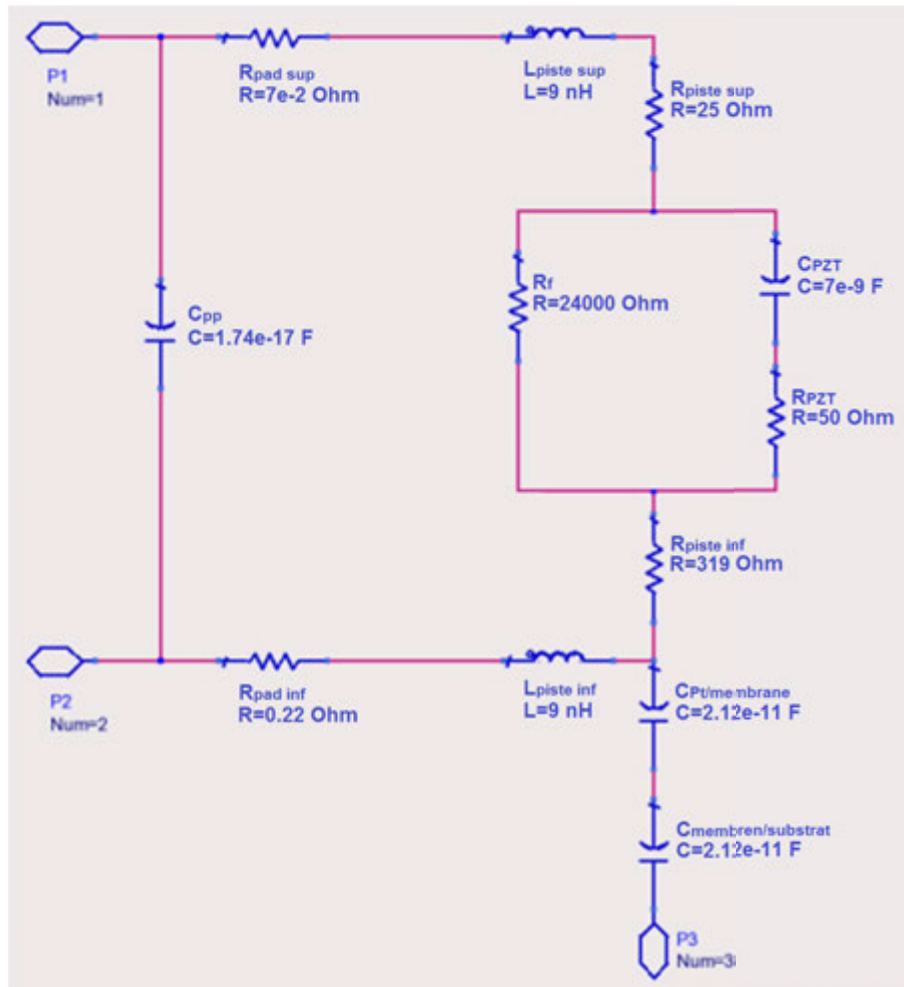 P1
Num=1
Rpad sup
R=7e-2 Ohm
Lpiste sup
L=9 nH
Rpiste sup
R=25 Ohm
Cpp
C=1.74e-17 F
Rf
R=24000 Ohm
CPZT
C=7e-9 F
RPZT
R=50 Ohm
Rpiste inf
R=319 Ohm
P2
Num=2
Rpad inf
R=0.22 Ohm
Lpiste inf
L=9 nH
CPt/membrane
C=2.12e-11 F
Cmembren/substrat
C=2.12e-11 F
P3
Num=3